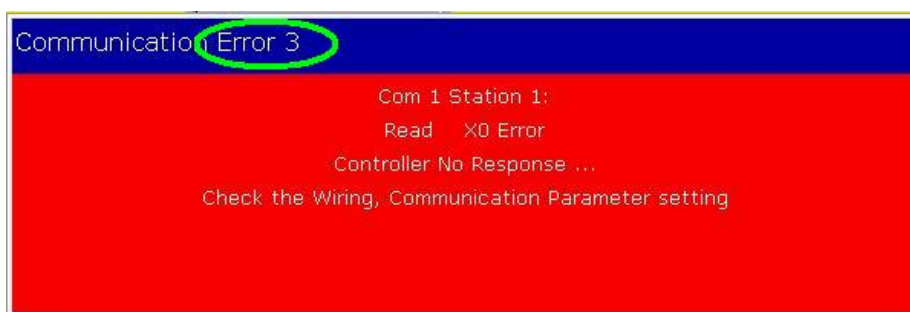 Communication Error 3
Com 1 Station 1:
Read X0 Error
Controller No Response ...
Check the Wiring, Communication Parameter setting